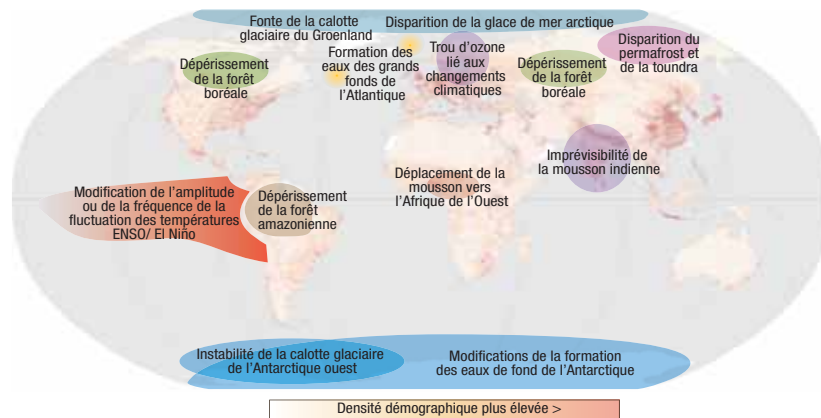 Fonte de la calotte
glaciaire du Groenland
Disparition de la glace de mer arctique
Formation des
eaux des grands
fonds de
l'Atlantique
Trou d'ozone
lié aux
changements
climatiques
Disparition du
permafrost et
de la toundra
Dépérissement
de la forêt
boréale
Dépérissement
de la forêt
boréale
Imprévisibilité de
la mousson indienne
Déplacement de la
mousson vers
l'Afrique de l'Ouest
Modification de l'amplitude
ou de la fréquence de la
fluctuation des températures
ENSO/ El Niño
Dépérissement
de la forêt
amazonienne
Instabilité de la calotte glaciaire
de l'Antarctique ouest
Modifications de la formation
des eaux de fond de l'Antarctique
Densité démographique plus élevée >